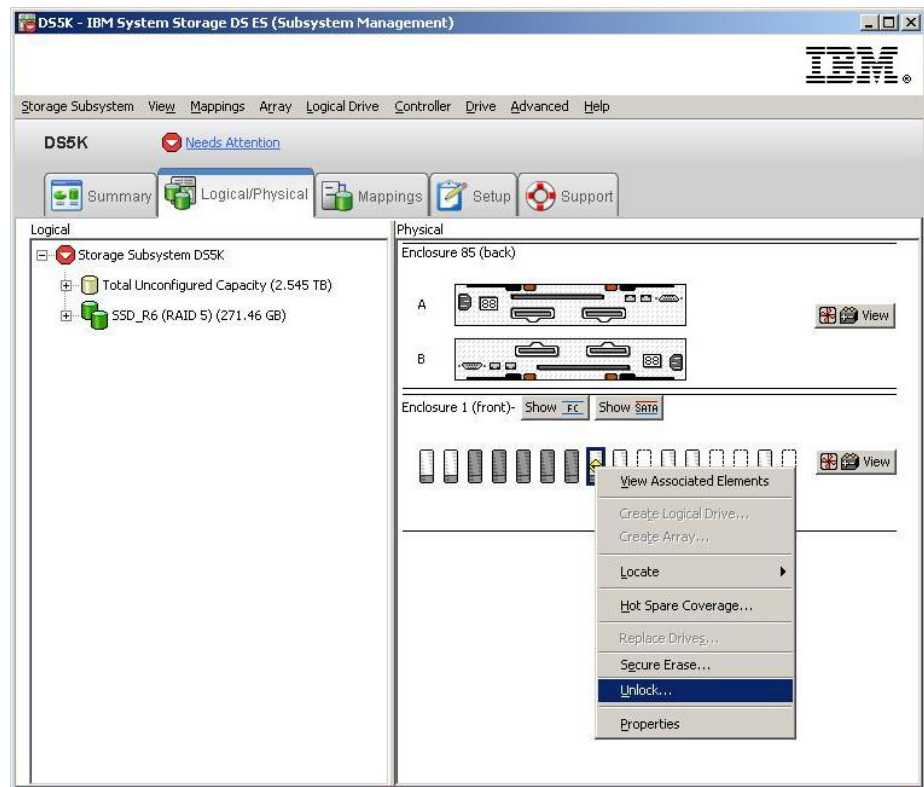 DS5K - IBM System Storage DS ES (Subsystem Management)
IBM®
Storage Subsystem View Mappings Array Logical Drive Controller Drive Advanced Help
DS5K Needs Attention
Summary Logical/Physical Mappings Setup Support
Logical
Storage Subsystem DS5K
Total Unconfigured Capacity (2.545 TB)
SSD_R6 (RAID 5) (271.46 GB)
Physical
Enclosure 85 (back)
A
88
View
B
88
Enclosure 1 (front)- Show FC Show SATA
View
View Associated Elements
Create Logical Drive...
Create Array...
Locate
Hot Spare Coverage...
Replace Drives...
Secure Erase...
Unlock...
Properties